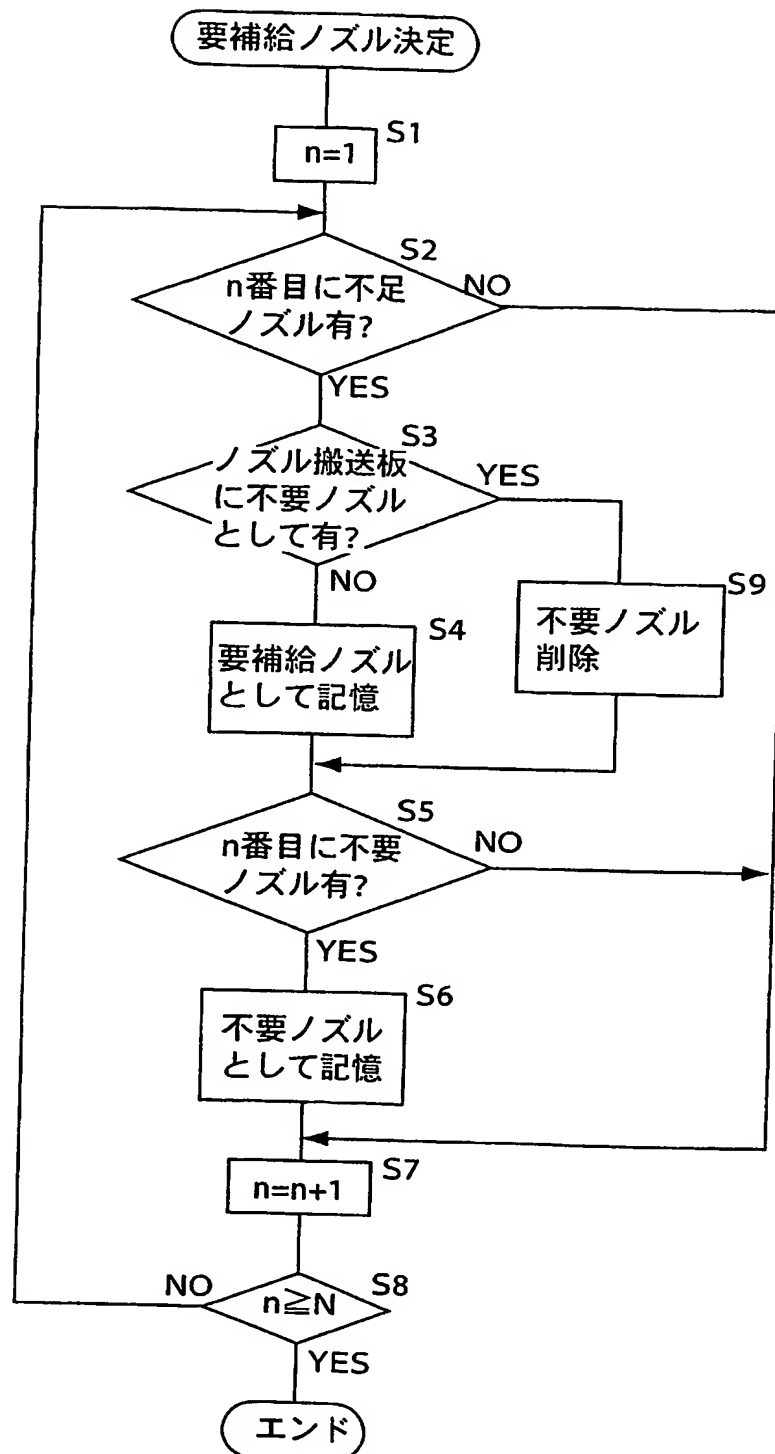 要補給ノズル決定
S1
n=1
S2
n番目に不足
ノズル有?
NO
YES
S3
ノズル搬送板
に不要ノズル
として有?
YES
NO
S9
不要ノズル
削除
S4
要補給ノズル
として記憶
S5
n番目に不要
ノズル有?
NO
YES
S6
不要ノズル
として記憶
S7
n=n+1
NO
S8
n≧N
YES
エンド